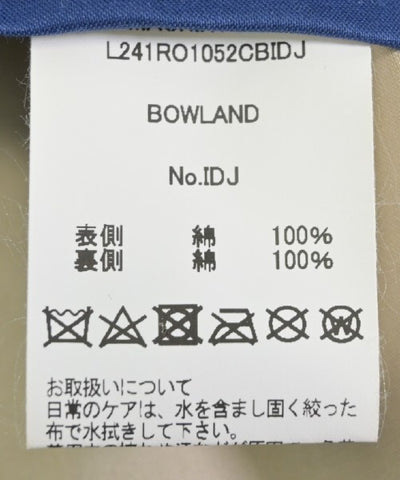 L241RO1052CBIDJ
BOWLAND
No.IDJ
表側 綿 100%
裏側 綿 100%
お取扱いについて
日常のケアは、水を含まし固く絞った
布で水拭きして下さい。